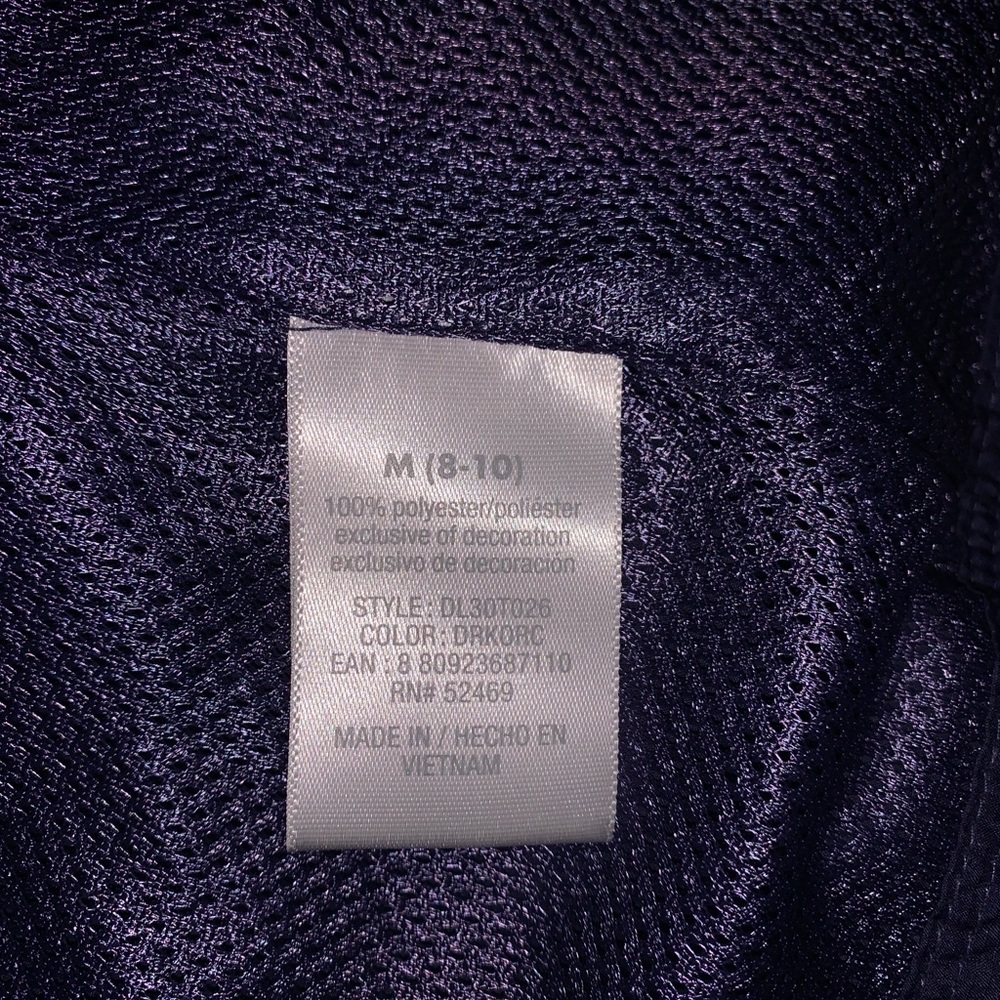 M (8-10)
100% polyester/poliéster
exclusive of decoration
exclusivo de decoración
STYLE : DL30T026
COLOR : DRKORC
EAN : 8 80923687110
RN# 52469
MADE IN / HECHO EN
VIETNAM